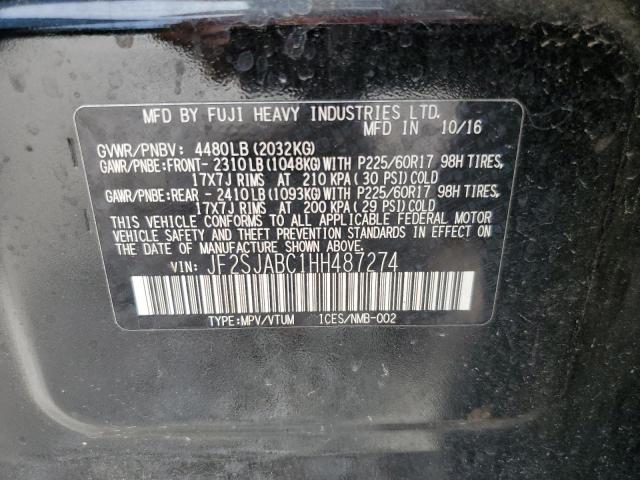 MFD BY FUJI HEAVY INDUSTRIES LTD.
MFD IN 10/16
GVWR/PNBV: 4480LB (2032KG)
GAWR/PNBE:FRONT- 2310LB (1048KG) WITH P225/60R17 98H TIRES,
17X7J RIMS AT 210 KPA (30 PSI) COLD
GAWR/PNBE:REAR - 2410LB (1093KG) WITH P225/60R17 98H TIRES,
17X7J RIMS AT 200 KPA (29 PSI) COLD
THIS VEHICLE CONFORMS TO ALL APPLICABLE FEDERAL MOTOR
VEHICLE SAFETY AND THEFT PREVENTION STANDARDS IN EFFECT
ON THE DATE OF MANUFACTURE SHOWN ABOVE.
VIN: JF2SJABC1HH487274
TYPE:MPV/VTUM ICES/NMB-002